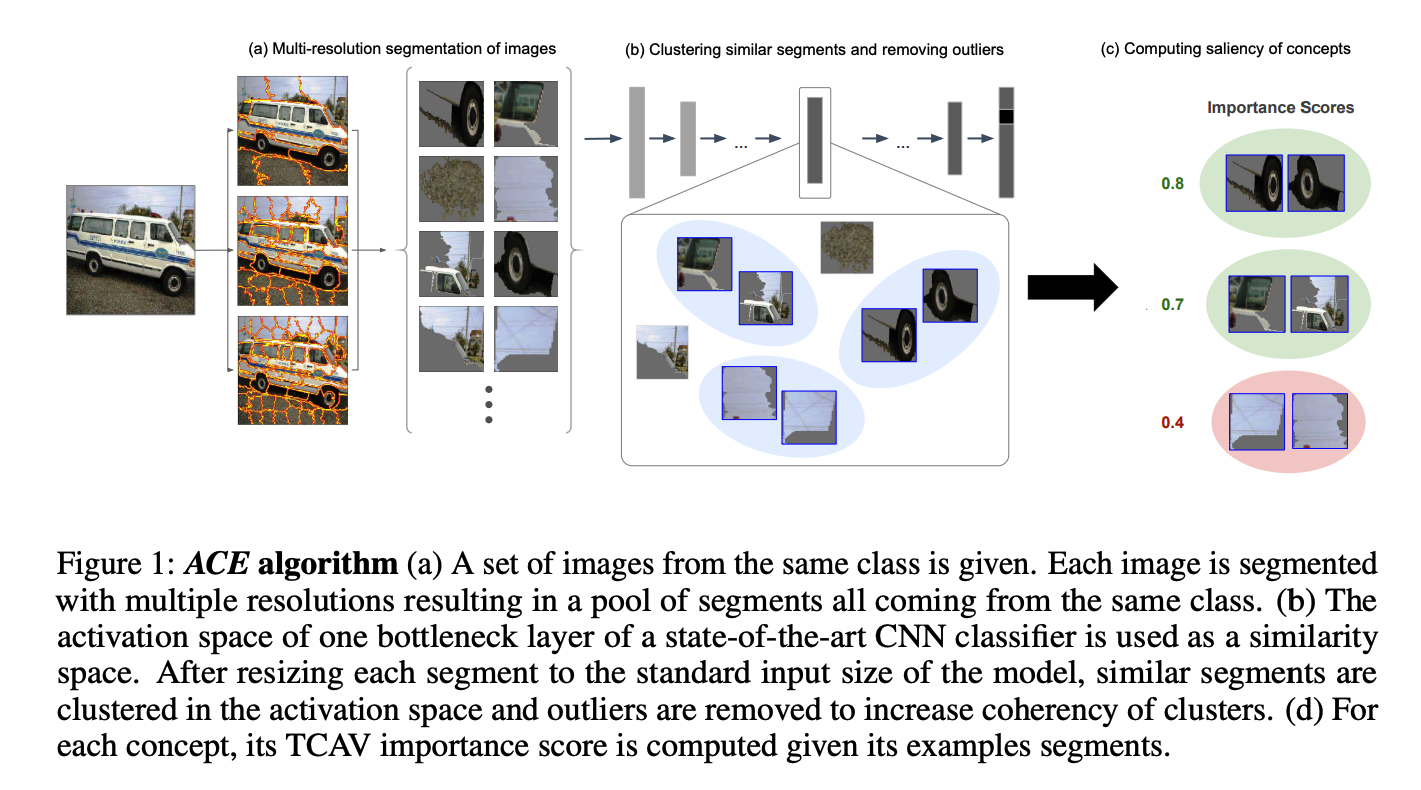 (a) Multi-resolution segmentation of images
(b) Clustering similar segments and removing outliers
(c) Computing saliency of concepts
...
...
Importance Scores
0.8
0.7
0.4
Figure 1: ACE algorithm (a) A set of images from the same class is given. Each image is segmented
with multiple resolutions resulting in a pool of segments all coming from the same class. (b) The
activation space of one bottleneck layer of a state-of-the-art CNN classifier is used as a similarity
space. After resizing each segment to the standard input size of the model, similar segments are
clustered in the activation space and outliers are removed to increase coherency of clusters. (d) For
each concept, its TCAV importance score is computed given its examples segments.